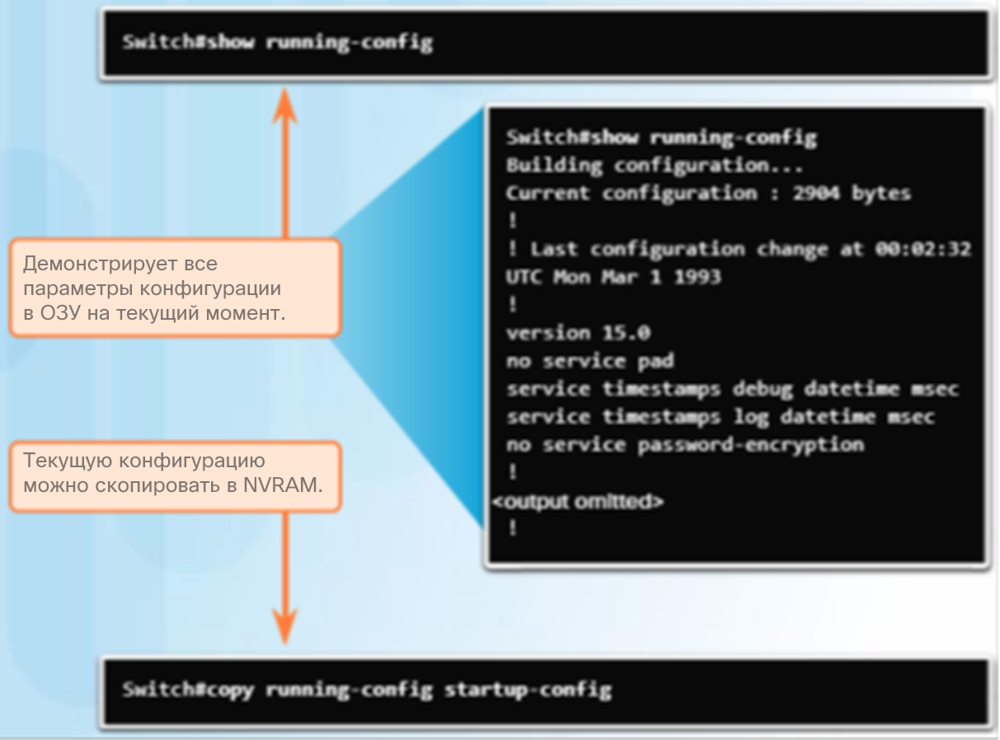 Switch#show running-config
Switch#show running-config
Building configuration...
Current configuration : 2904 bytes
!
! Last configuration change at 00:02:32
UTC Mon Mar 1 1993
!
version 15.0
no service pad
service timestamps debug datetime msec
service timestamps log datetime msec
no service password-encryption
!
<output omitted>
!
Демонстрирует все
параметры конфигурации
в ОЗУ на текущий момент.
Текущую конфигурацию
можно скопировать в NVRAM.
Switch#copy running-config startup-config